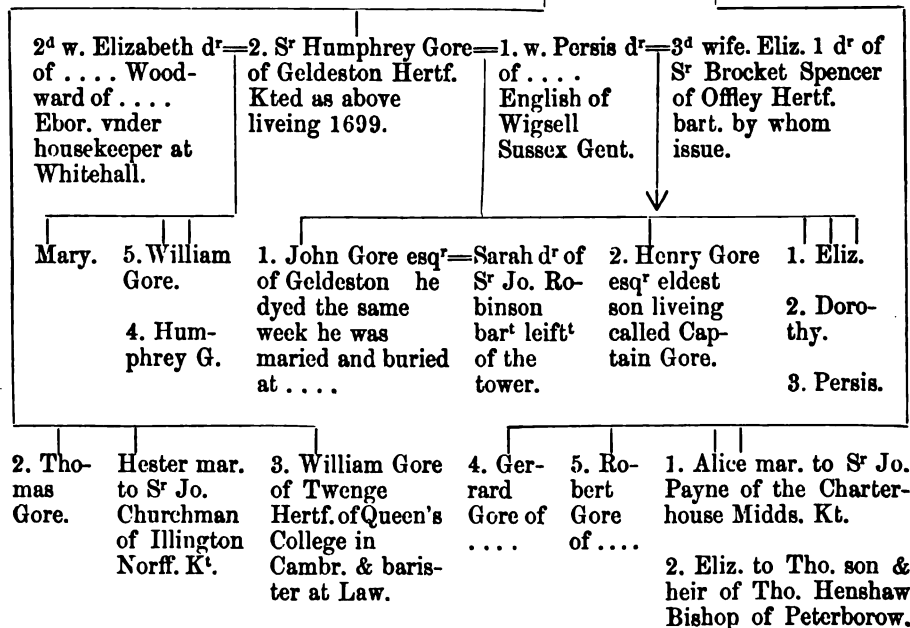 2ᵈ w. Elizabeth dʳ
of . . . . Wood-
ward of . . . .
Ebor. vnder
housekeeper at
Whitehall.
=2. Sʳ Humphrey Gore
of Geldeston Hertf.
Kted as above
liveing 1699.
=1. w. Persis dʳ
of . . . .
English of
Wigsell
Sussex Gent.
=3ᵈ wife. Eliz. 1 dʳ of
Sʳ Brocket Spencer
of Offley Hertf.
bart. by whom
issue.
Mary.
5. William
Gore.
4. Hum-
phrey G.
1. John Gore esqʳ
of Geldeston he
dyed the same
week he was
maried and buried
at . . . .
=Sarah dʳ of
Sʳ Jo. Ro-
binson
barᵗ leifᵗ
of the
tower.
2. Henry Gore
esqʳ eldest
son liveing
called Cap-
tain Gore.
1. Eliz.
2. Doro-
thy.
3. Persis.
2. Tho-
mas
Gore.
Hester mar.
to Sʳ Jo.
Churchman
of Illington
Norff. Kᵗ.
3. William Gore
of Twenge
Hertf. of Queen's
College in
Cambr. & baris-
ter at Law.
4. Ger-
rard
Gore of
. . . .
5. Ro-
bert
Gore
of . . . .
1. Alice mar. to Sʳ Jo.
Payne of the Charter-
house Midds. Kt.
2. Eliz. to Tho. son &
heir of Tho. Henshaw
Bishop of Peterborow.